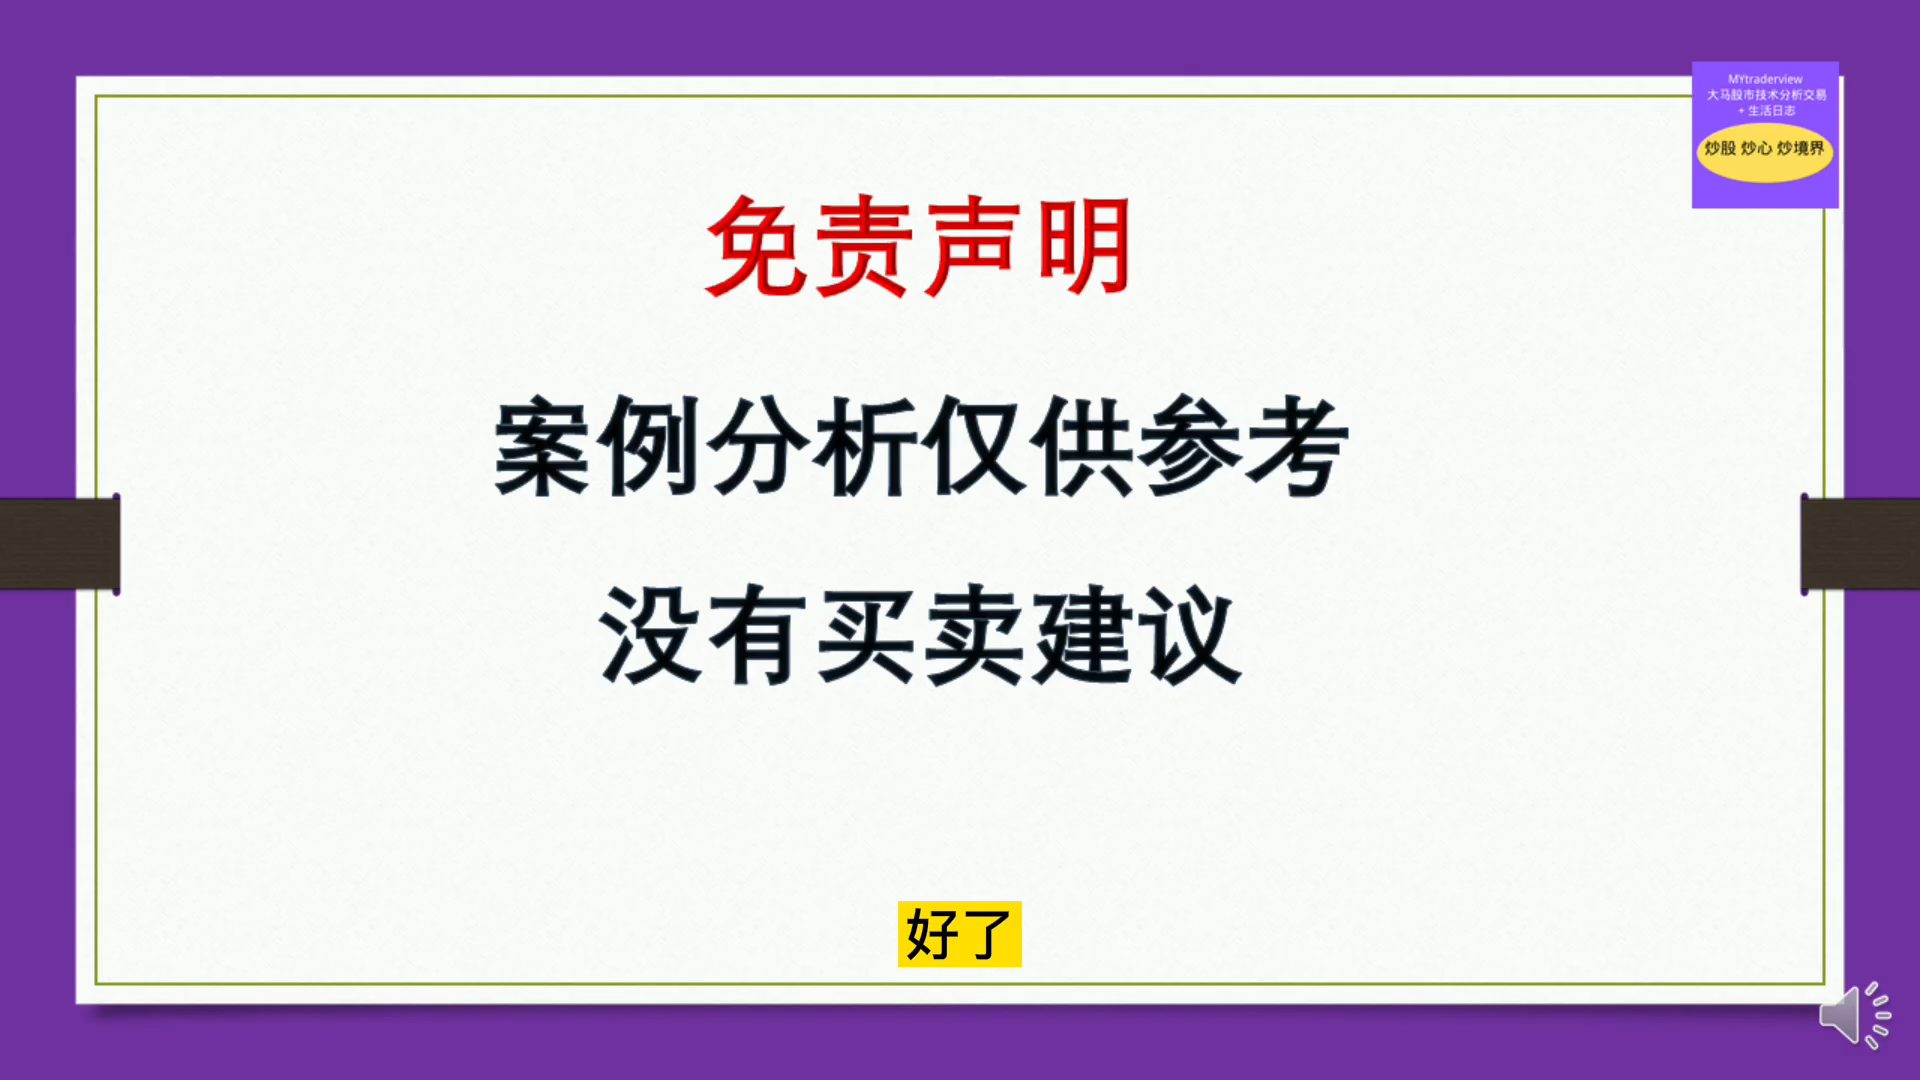 MYtraderview
大马股市技术分析交易
+ 生活日志
炒股 炒心 炒境界
免责声明
案例分析仅供参考
没有买卖建议
好了